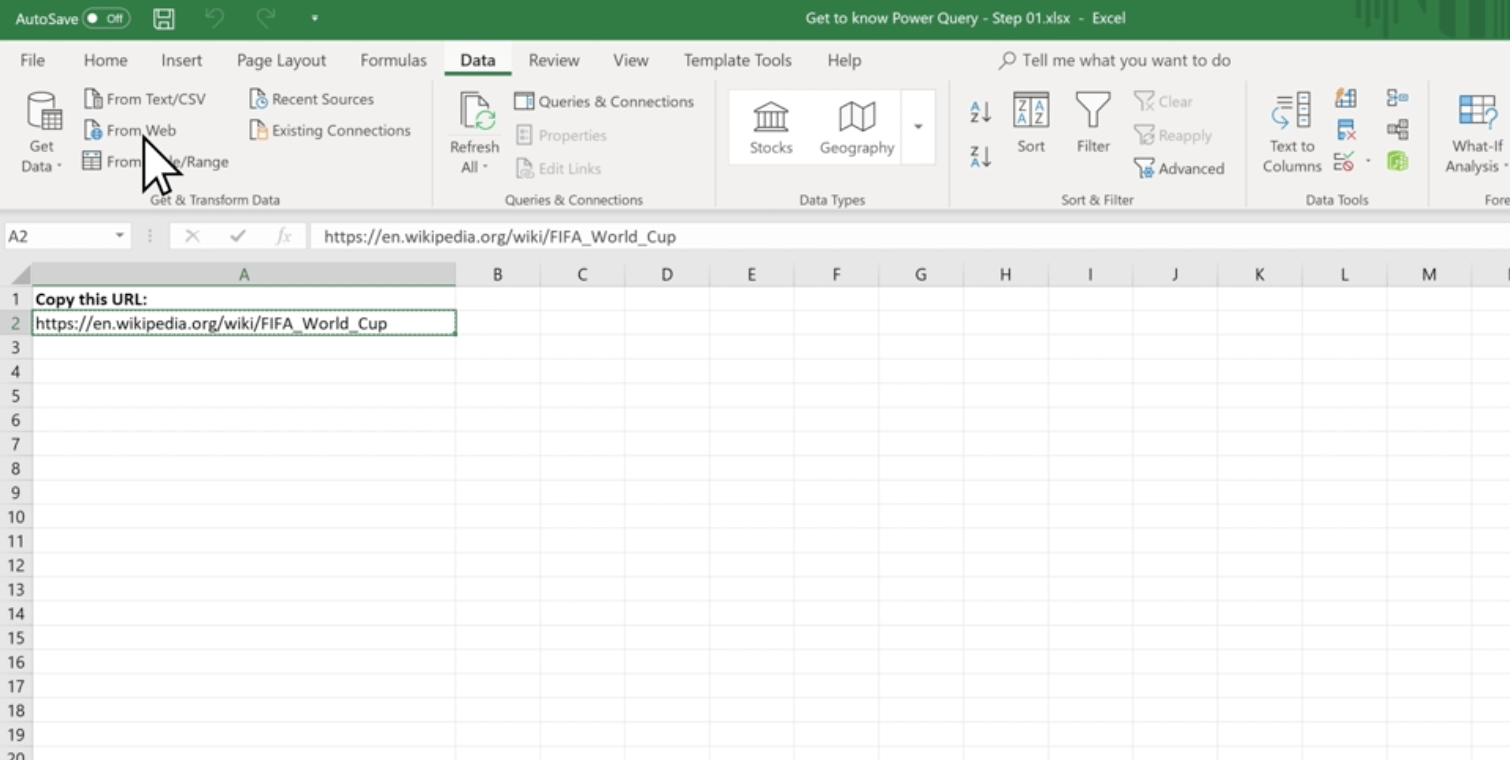 AutoSave Off Get to know Power Query - Step 01.xlsx - Excel
File Home Insert Page Layout Formulas Data Review View Template Tools Help Tell me what you want to do
From Text/CSV Recent Sources
From Web Existing Connections
Get Data
Get & Transform Data
Refresh All
Queries & Connections
Properties
Edit Links
Queries & Connections
Stocks Geography
Data Types
Sort
Filter
Clear
Reapply
Advanced
Sort & Filter
Text to Columns
Data Tools
What-If Analysis
A2 fx https://en.wikipedia.org/wiki/FIFA_World_Cup
A B C D E F G H I J K L M
1 Copy this URL:
2 https://en.wikipedia.org/wiki/FIFA_World_Cup
3
4
5
6
7
8
9
10
11
12
13
14
15
16
17
18
19
20